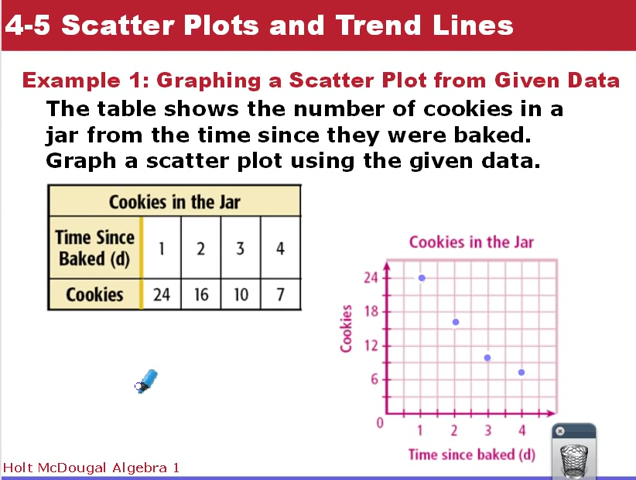 4-5 Scatter Plots and Trend Lines
Example 1: Graphing a Scatter Plot from Given Data
The table shows the number of cookies in a
jar from the time since they were baked.
Graph a scatter plot using the given data.
Cookies in the Jar
Time Since
Baked (d) 1 2 3 4
Cookies 24 16 10 7
Cookies in the Jar
24
18
12
6
0
Cookies
1 2 3 4
Time since baked (d)
Holt McDougal Algebra 1